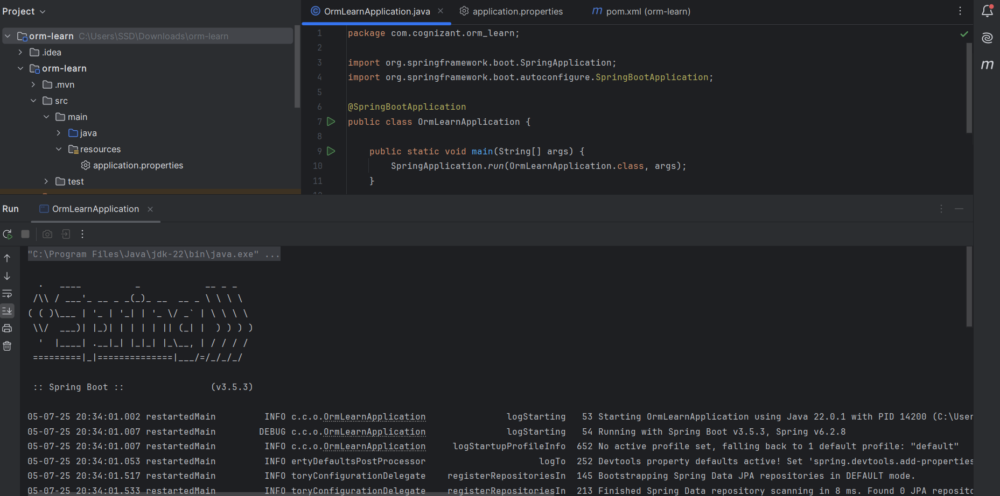 Project
orm-learn C:\Users\SSD\Downloads\orm-learn
.idea
orm-learn
.mvn
src
main
java
resources
application.properties
test
OrmLearnApplication.java
application.properties
pom.xml (orm-learn)
1 package com.cognizant.orm_learn;
2
3 import org.springframework.boot.SpringApplication;
4 import org.springframework.boot.autoconfigure.SpringBootApplication;
5
6 @SpringBootApplication
7 public class OrmLearnApplication {
8
9     public static void main(String[] args) {
10         SpringApplication.run(OrmLearnApplication.class, args);
11     }
Run OrmLearnApplication
"C:\Program Files\Java\jdk-22\bin\java.exe" ...
  .   ____          _            __ _ _
 /\\ / ___'_ __ _ _(_)_ __  __ _ \ \ \ \
( ( )\___ | '_ | '_| | '_ \/ _` | \ \ \ \
 \\/  ___)| |_)| | | | | || (_| |  ) ) ) )
  '  |____| .__|_| |_|_| |_\__, | / / / /
 =========|_|==============|___/=/_/_/_/
 :: Spring Boot ::                (v3.5.3)
05-07-25 20:34:01.002 restartedMain INFO c.c.o.OrmLearnApplication logStarting 53 Starting OrmLearnApplication using Java 22.0.1 with PID 14200 (C:\User
05-07-25 20:34:01.007 restartedMain DEBUG c.c.o.OrmLearnApplication logStarting 54 Running with Spring Boot v3.5.3, Spring v6.2.8
05-07-25 20:34:01.007 restartedMain INFO c.c.o.OrmLearnApplication logStartupProfileInfo 652 No active profile set, falling back to 1 default profile: "default"
05-07-25 20:34:01.053 restartedMain INFO ertyDefaultsPostProcessor logTo 252 Devtools property defaults active! Set 'spring.devtools.add-properties
05-07-25 20:34:01.517 restartedMain INFO toryConfigurationDelegate registerRepositoriesIn 145 Bootstrapping Spring Data JPA repositories in DEFAULT mode.
05-07-25 20:34:01.533 restartedMain INFO toryConfigurationDelegate registerRepositoriesIn 213 Finished Spring Data repository scanning in 8 ms. Found 0 JPA reposito